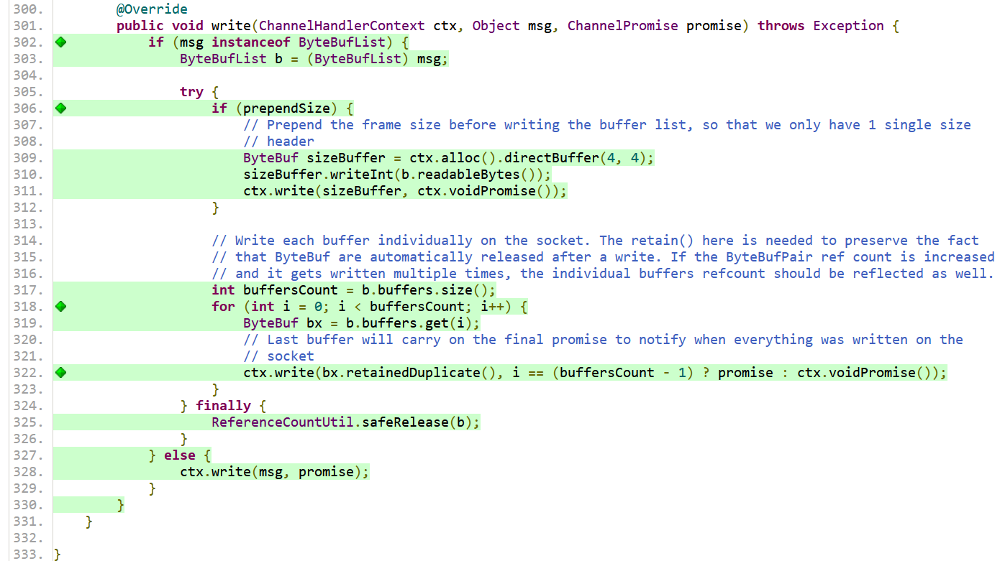 300. @Override
301. public void write(ChannelHandlerContext ctx, Object msg, ChannelPromise promise) throws Exception {
302. if (msg instanceof ByteBufList) {
303. ByteBufList b = (ByteBufList) msg;
304.
305. try {
306. if (prependSize) {
307. // Prepend the frame size before writing the buffer list, so that we only have 1 single size
308. // header
309. ByteBuf sizeBuffer = ctx.alloc().directBuffer(4, 4);
310. sizeBuffer.writeInt(b.readableBytes());
311. ctx.write(sizeBuffer, ctx.voidPromise());
312. }
313.
314. // Write each buffer individually on the socket. The retain() here is needed to preserve the fact
315. // that ByteBuf are automatically released after a write. If the ByteBufPair ref count is increased
316. // and it gets written multiple times, the individual buffers refcount should be reflected as well.
317. int buffersCount = b.buffers.size();
318. for (int i = 0; i < buffersCount; i++) {
319. ByteBuf bx = b.buffers.get(i);
320. // Last buffer will carry on the final promise to notify when everything was written on the
321. // socket
322. ctx.write(bx.retainedDuplicate(), i == (buffersCount - 1) ? promise : ctx.voidPromise());
323. }
324. } finally {
325. ReferenceCountUtil.safeRelease(b);
326. }
327. } else {
328. ctx.write(msg, promise);
329. }
330. }
331. }
332.
333. }